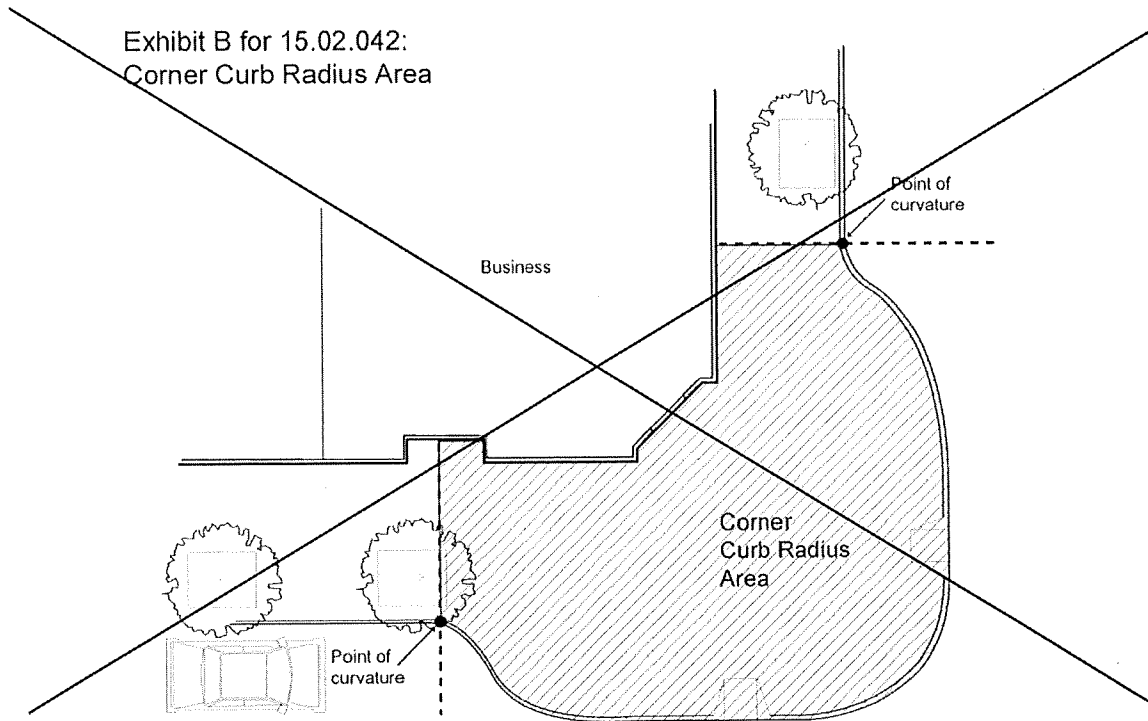 Exhibit B for 15.02.042:
Corner Curb Radius Area
Point of
curvature
Business
Corner
Curb Radius
Area
Point of
curvature